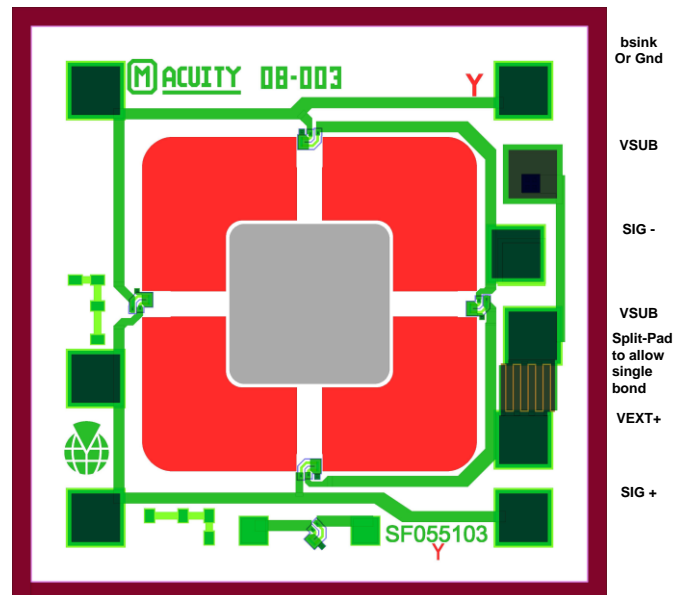 M ACUITY 08-003
Y
bsink
Or Gnd
VSUB
SIG -
VSUB
Split-Pad
to allow
single
bond
VEXT+
SIG +
SF055103
Y